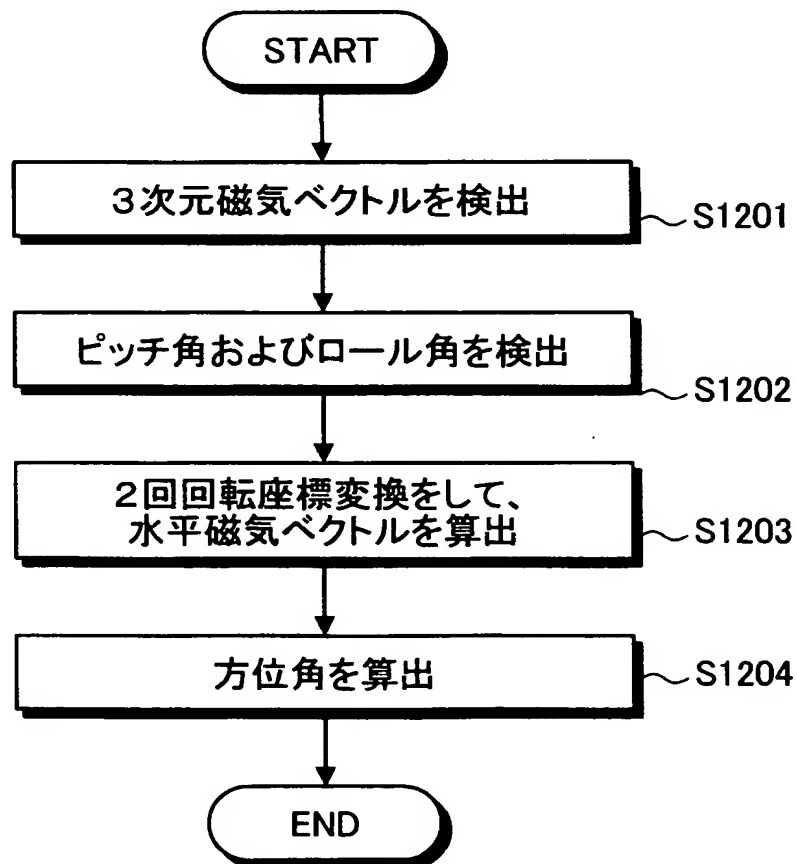 START
3次元磁気ベクトルを検出
S1201
ピッチ角およびロール角を検出
S1202
2回回転座標変換をして、
水平磁気ベクトルを算出
S1203
方位角を算出
S1204
END